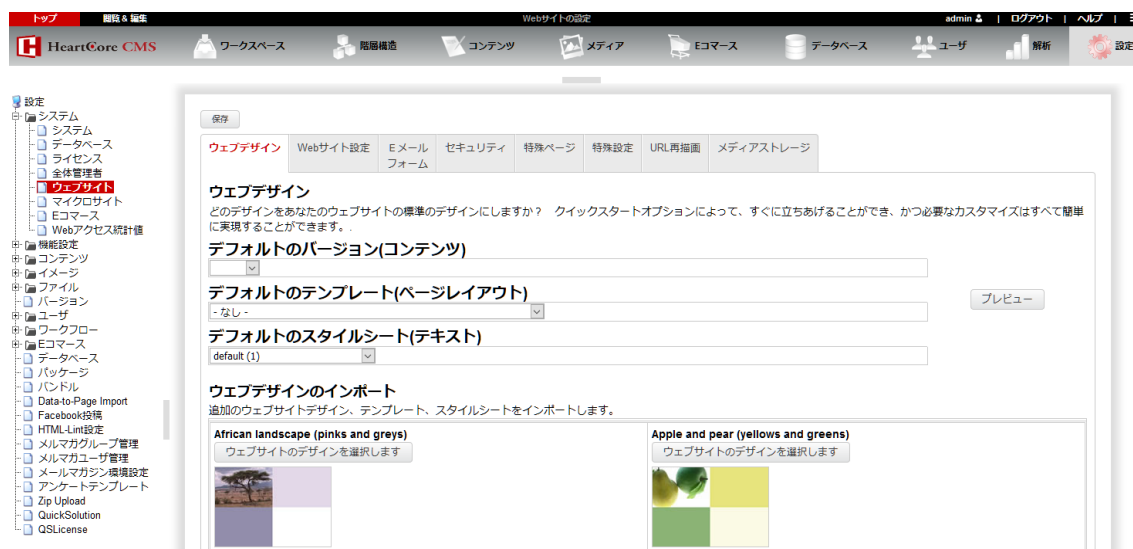 トップ 閲覧 & 編集 Webサイトの設定 admin | ログアウト | ヘルプ |
HeartCore CMS ワークスペース 階層構造 コンテンツ メディア Eコマース データベース ユーザ 解析 設定
設定
システム
システム
データベース
ライセンス
全体管理者
ウェブサイト
マイクロサイト
Eコマース
Webアクセス統計値
機能設定
コンテンツ
イメージ
ファイル
バージョン
ユーザ
ワークフロー
Eコマース
データベース
パッケージ
バンドル
Data-to-Page Import
Facebook投稿
HTML-Lint設定
メルマガグループ管理
メルマガユーザ管理
メールマガジン環境設定
アンケートテンプレート
Zip Upload
QuickSolution
QSLicense
保存
ウェブデザイン Webサイト設定 Eメール フォーム セキュリティ 特殊ページ 特殊設定 URL再描画 メディアストレージ
ウェブデザイン
どのデザインをあなたのウェブサイトの標準のデザインにしますか？ クイックスタートオプションによって、すぐに立ちあげることができ、かつ必要なカスタマイズはすべて簡単
に実現することができます。.
デフォルトのバージョン(コンテンツ)
デフォルトのテンプレート(ページレイアウト)
- なし -
プレビュー
デフォルトのスタイルシート(テキスト)
default (1)
ウェブデザインのインポート
追加のウェブサイトデザイン、テンプレート、スタイルシートをインポートします。
African landscape (pinks and greys) Apple and pear (yellows and greens)
ウェブサイトのデザインを選択します ウェブサイトのデザインを選択します